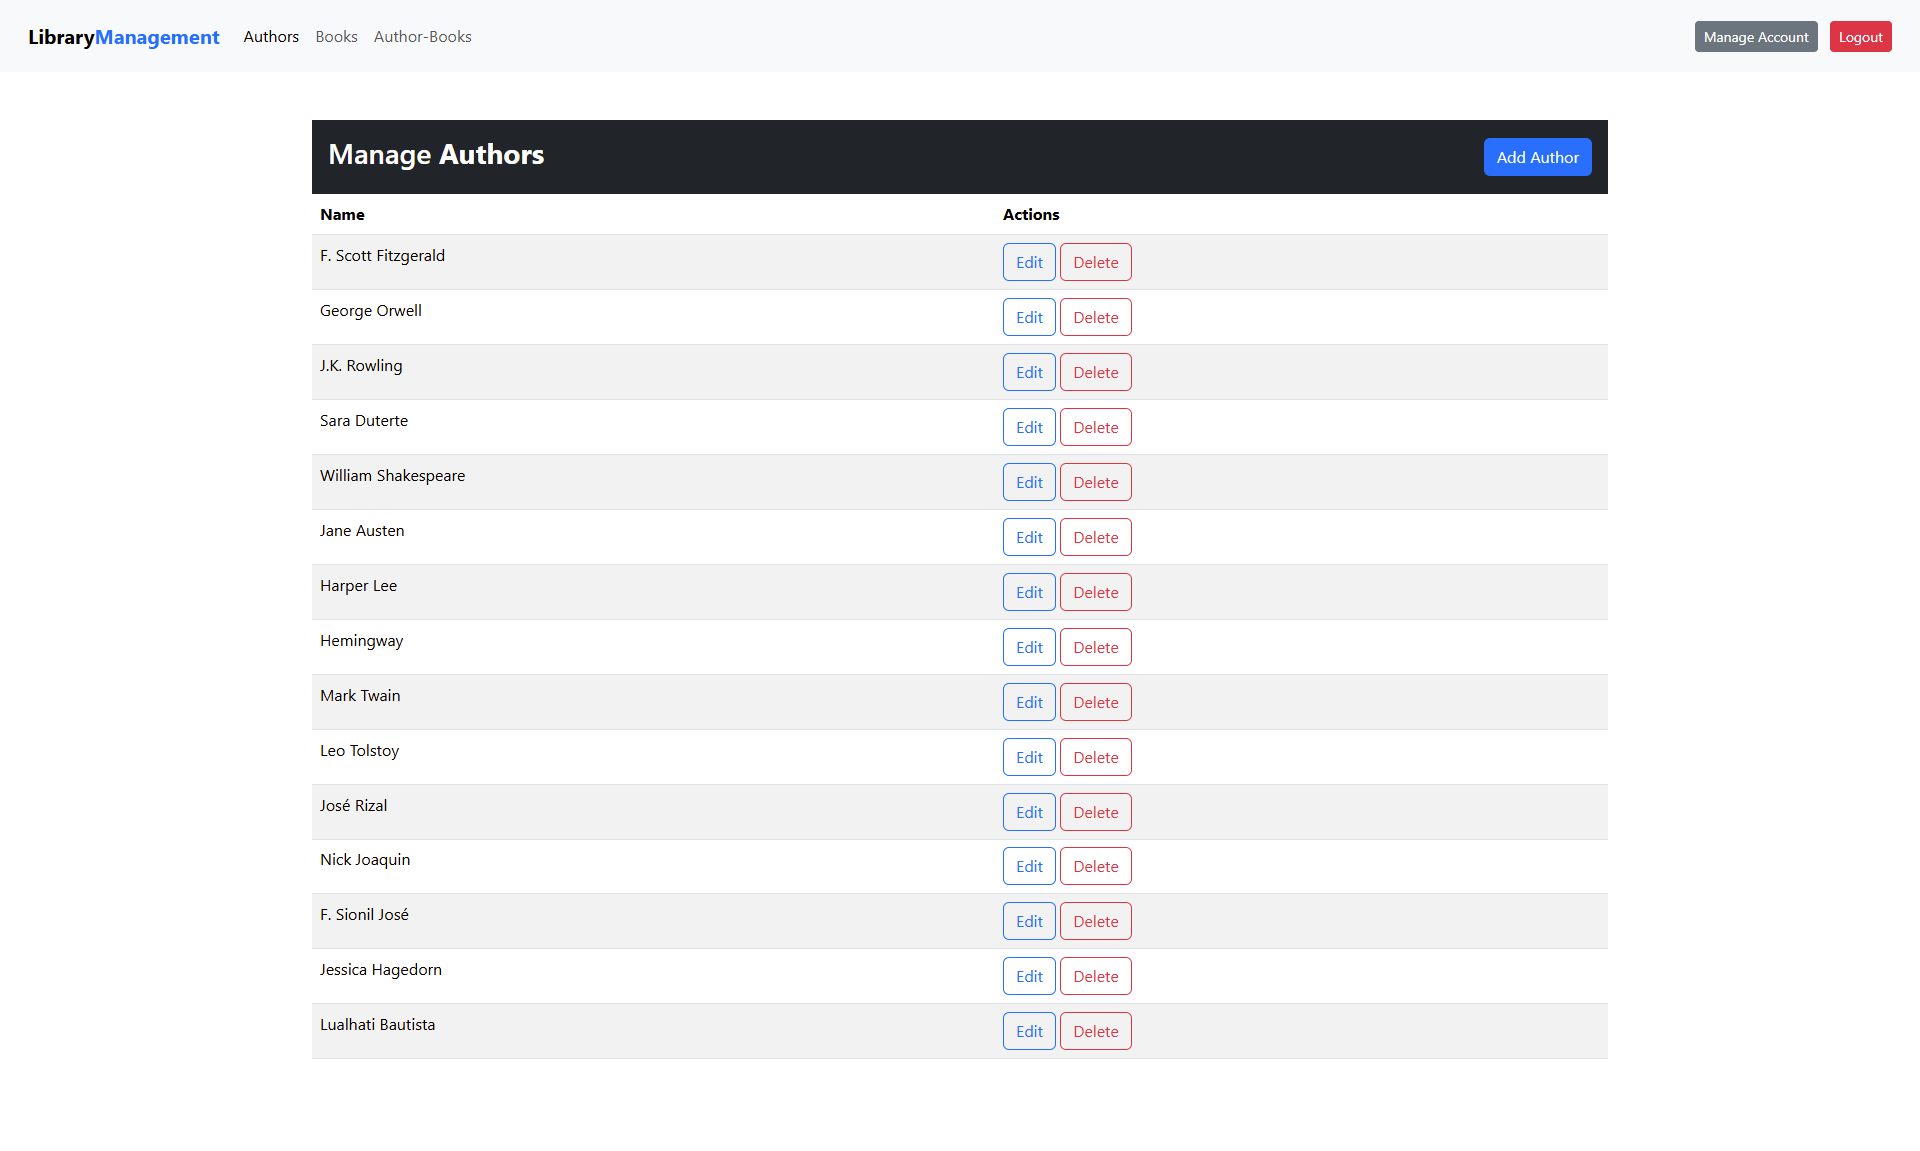 LibraryManagement Authors Books Author-Books Manage Account Logout
Manage Authors Add Author
Name Actions
F. Scott Fitzgerald Edit Delete
George Orwell Edit Delete
J.K. Rowling Edit Delete
Sara Duterte Edit Delete
William Shakespeare Edit Delete
Jane Austen Edit Delete
Harper Lee Edit Delete
Hemingway Edit Delete
Mark Twain Edit Delete
Leo Tolstoy Edit Delete
José Rizal Edit Delete
Nick Joaquin Edit Delete
F. Sionil José Edit Delete
Jessica Hagedorn Edit Delete
Lualhati Bautista Edit Delete